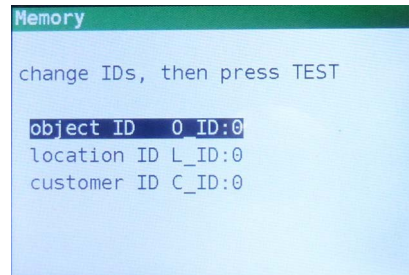 Memory
change IDs, then press TEST
object ID O_ID:0
location ID L_ID:0
customer ID C_ID:0